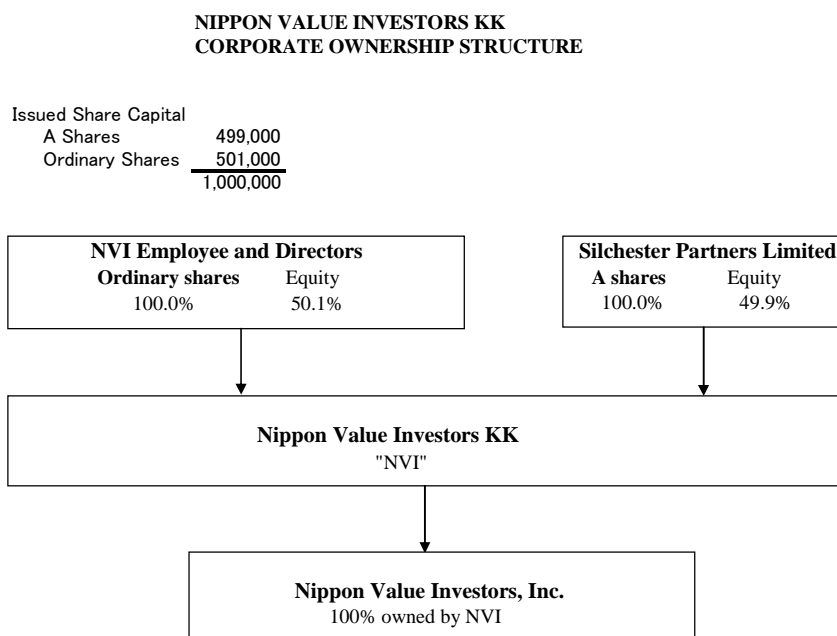 NIPPON VALUE INVESTORS KK
CORPORATE OWNERSHIP STRUCTURE
Issued Share Capital
A Shares 499,000
Ordinary Shares 501,000
1,000,000
NVI Employee and Directors
Ordinary shares Equity
100.0% 50.1%
Silchester Partners Limited
A shares Equity
100.0% 49.9%
Nippon Value Investors KK
"NVI"
Nippon Value Investors, Inc.
100% owned by NVI